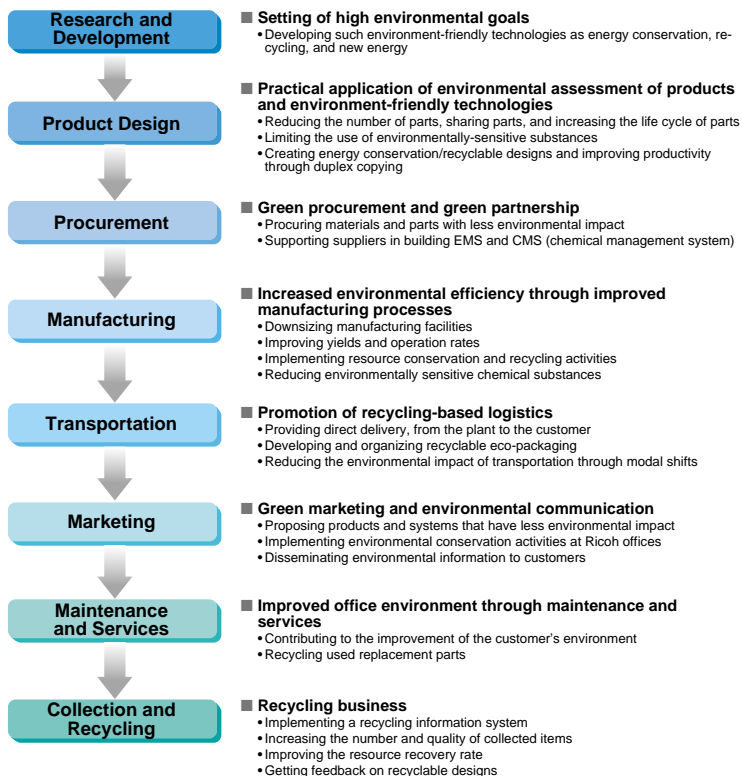 Research and
Development
■ Setting of high environmental goals
•Developing such environment-friendly technologies as energy conservation, re-
cycling, and new energy
Product Design
■ Practical application of environmental assessment of products
and environment-friendly technologies
•Reducing the number of parts, sharing parts, and increasing the life cycle of parts
•Limiting the use of environmentally-sensitive substances
•Creating energy conservation/recyclable designs and improving productivity
through duplex copying
Procurement
■ Green procurement and green partnership
•Procuring materials and parts with less environmental impact
•Supporting suppliers in building EMS and CMS (chemical management system)
Manufacturing
■ Increased environmental efficiency through improved
manufacturing processes
•Downsizing manufacturing facilities
•Improving yields and operation rates
•Implementing resource conservation and recycling activities
•Reducing environmentally sensitive chemical substances
Transportation
■ Promotion of recycling-based logistics
•Providing direct delivery, from the plant to the customer
•Developing and organizing recyclable eco-packaging
•Reducing the environmental impact of transportation through modal shifts
Marketing
■ Green marketing and environmental communication
•Proposing products and systems that have less environmental impact
•Implementing environmental conservation activities at Ricoh offices
•Disseminating environmental information to customers
Maintenance
and Services
■ Improved office environment through maintenance and
services
•Contributing to the improvement of the customer's environment
•Recycling used replacement parts
Collection and
Recycling
■ Recycling business
•Implementing a recycling information system
•Increasing the number and quality of collected items
•Improving the resource recovery rate
•Getting feedback on recyclable designs